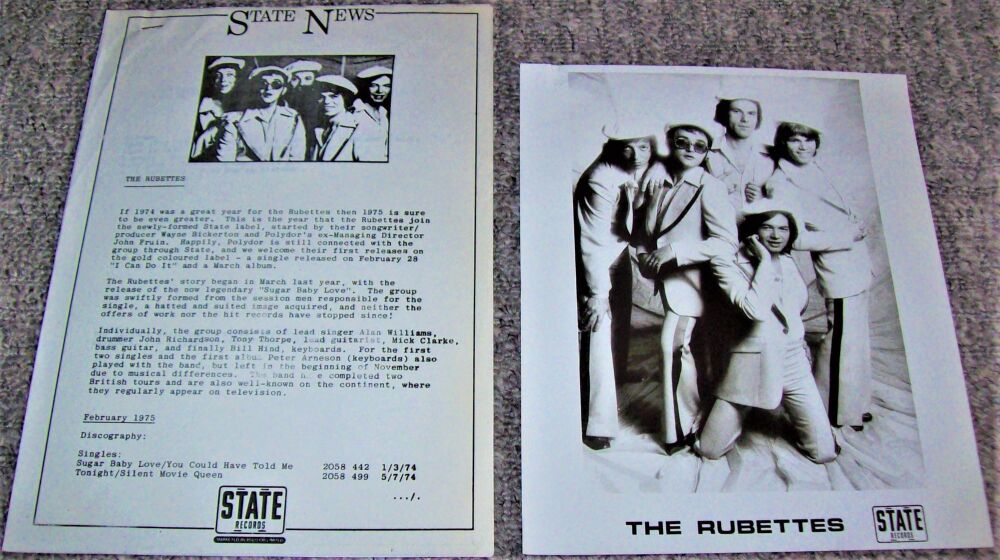 STATE NEWS
THE RUBETTES
If 1974 was a great year for the Rubettes then 1975 is sure
to be even greater. This is the year that the Rubettes join
the newly-formed State label, started by their songwriter/
producer Wayne Bickerton and Polydor's ex-Managing Director
John Fruin. Happily, Polydor is still connected with the
group through State, and we welcome their first releases on
the gold coloured label - a single released on February 28
"I Can Do It" and a March album.
The Rubettes' story began in March last year, with the
release of the now legendary "Sugar Baby Love". The group
was swiftly formed from the session men responsible for the
single, a hatted and suited image acquired, and neither the
offers of work nor the hit records have stopped since!
Individually, the group consists of lead singer Alan Williams,
drummer John Richardson, Tony Thorpe, lead guitarist, Mick Clarke,
bass guitar, and finally Bill Hind, keyboards. For the first
two singles and the first album Peter Arneson (keyboards) also
played with the band, but left in the beginning of November
due to musical differences. The band have completed two
British tours and are also well-known on the continent, where
they regularly appear on television.
February 1975
Discography:
Singles:
Sugar Baby Love/You Could Have Told Me 2058 442 1/3/74
Tonight/Silent Movie Queen 2058 499 5/7/74
.../.
STATE
RECORDS
THE RUBETTES
STATE
RECORDS